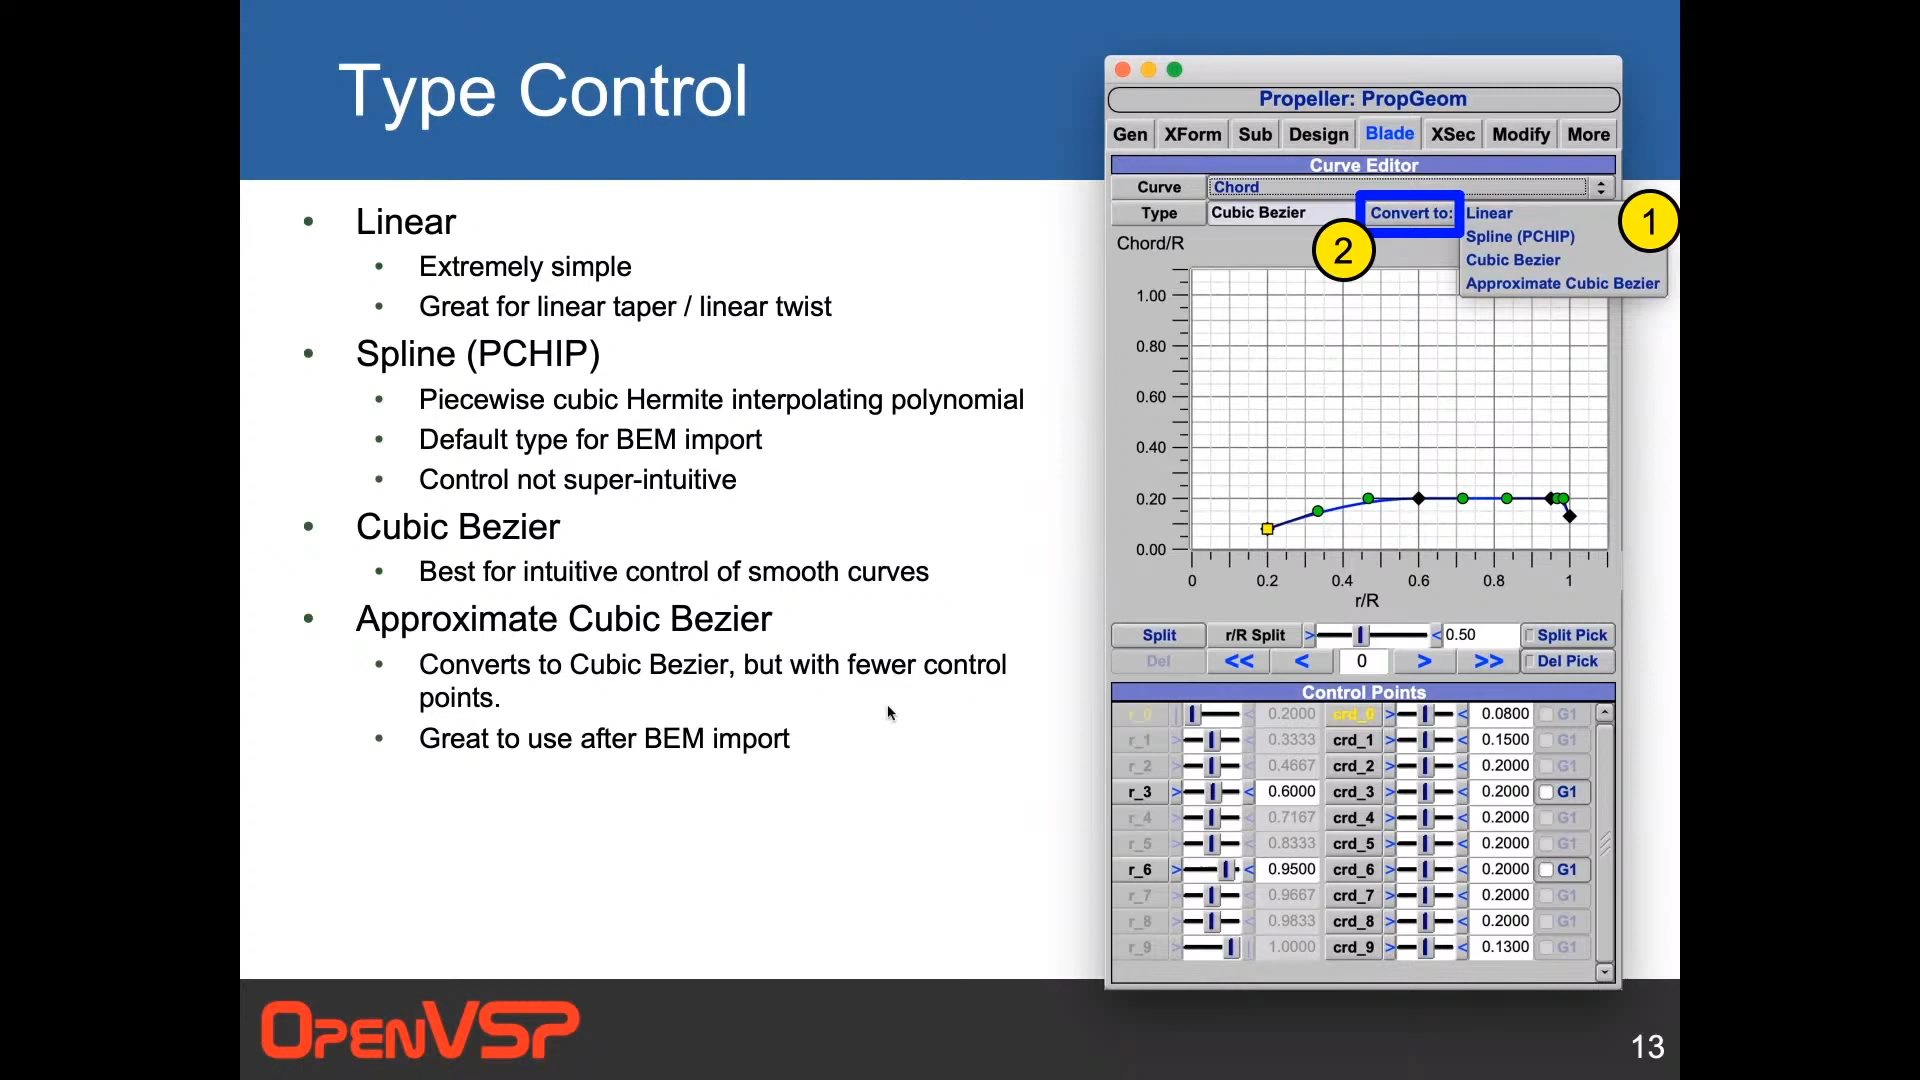 Type Control
• Linear
• Extremely simple
• Great for linear taper / linear twist
• Spline (PCHIP)
• Piecewise cubic Hermite interpolating polynomial
• Default type for BEM import
• Control not super-intuitive
• Cubic Bezier
• Best for intuitive control of smooth curves
• Approximate Cubic Bezier
• Converts to Cubic Bezier, but with fewer control
points.
• Great to use after BEM import
Propeller: PropGeom
Gen XForm Sub Design Blade XSec Modify More
Curve Editor
Curve Chord
Type Cubic Bezier Convert to: Linear
Spline (PCHIP)
Cubic Bezier
Approximate Cubic Bezier
1
2
Chord/R
1.00
0.80
0.60
0.40
0.20
0.00
0 0.2 0.4 0.6 0.8 1
r/R
Split r/R Split > < 0.50 Split Pick
Del << < 0 > >> Del Pick
Control Points
r_0 0.2000 crd_0 > < 0.0800 G1
r_1 > < 0.3333 crd_1 > < 0.1500 G1
r_2 > < 0.4667 crd_2 > < 0.2000 G1
r_3 > < 0.6000 crd_3 > < 0.2000 G1
r_4 > < 0.7167 crd_4 > < 0.2000 G1
r_5 > < 0.8333 crd_5 > < 0.2000 G1
r_6 > < 0.9500 crd_6 > < 0.2000 G1
r_7 > < 0.9667 crd_7 > < 0.2000 G1
r_8 > < 0.9833 crd_8 > < 0.2000 G1
r_9 > 1.0000 crd_9 > < 0.1300 G1
OpenVSP
13